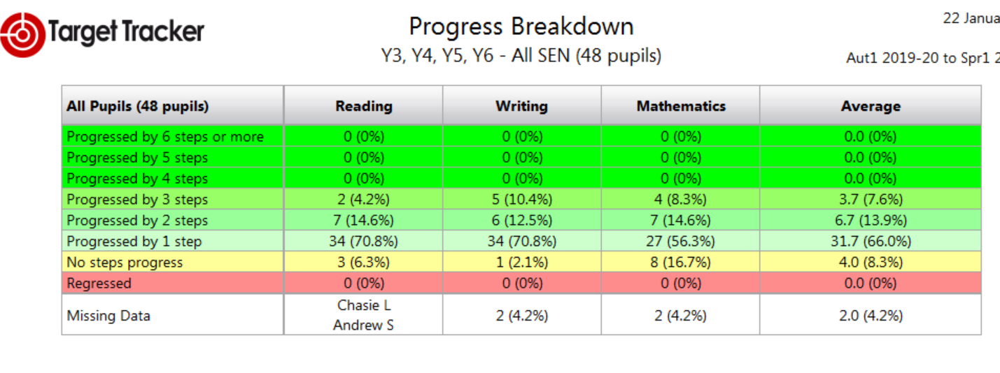 Target Tracker
Progress Breakdown
22 Janua
Y3, Y4, Y5, Y6 - All SEN (48 pupils)
Aut1 2019-20 to Spr1 2
All Pupils (48 pupils) Reading Writing Mathematics Average
Progressed by 6 steps or more 0 (0%) 0 (0%) 0 (0%) 0.0 (0%)
Progressed by 5 steps 0 (0%) 0 (0%) 0 (0%) 0.0 (0%)
Progressed by 4 steps 0 (0%) 0 (0%) 0 (0%) 0.0 (0%)
Progressed by 3 steps 2 (4.2%) 5 (10.4%) 4 (8.3%) 3.7 (7.6%)
Progressed by 2 steps 7 (14.6%) 6 (12.5%) 7 (14.6%) 6.7 (13.9%)
Progressed by 1 step 34 (70.8%) 34 (70.8%) 27 (56.3%) 31.7 (66.0%)
No steps progress 3 (6.3%) 1 (2.1%) 8 (16.7%) 4.0 (8.3%)
Regressed 0 (0%) 0 (0%) 0 (0%) 0.0 (0%)
Missing Data Chasie L 2 (4.2%) 2 (4.2%) 2.0 (4.2%)
Andrew S